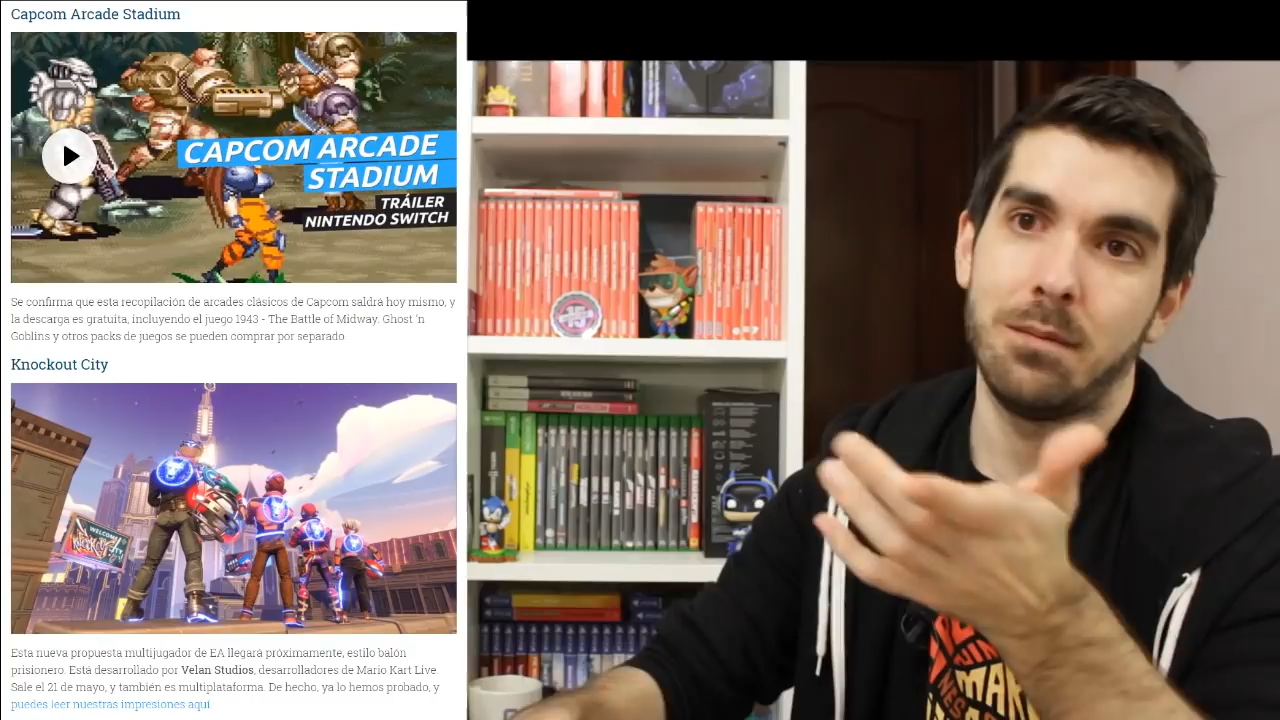 Capcom Arcade Stadium
CAPCOM ARCADE
STADIUM
TRÁILER
NINTENDO SWITCH
Se confirma que esta recopilación de arcades clásicos de Capcom saldrá hoy mismo, y
la descarga es gratuita, incluyendo el juego 1943 - The Battle of Midway. Ghost 'n
Goblins y otros packs de juegos se pueden comprar por separado
Knockout City
WELCOME
CITY
Esta nueva propuesta multijugador de EA llegará próximamente, estilo balón
prisionero. Está desarrollado por Velan Studios, desarrolladores de Mario Kart Live.
Sale el 21 de mayo, y también es multiplataforma. De hecho, ya lo hemos probado, y
puedes leer nuestras impresiones aquí.
15
MAR